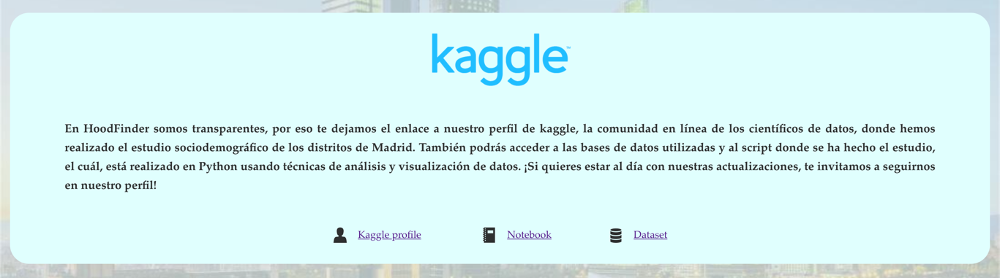 kaggle™
En HoodFinder somos transparentes, por eso te dejamos el enlace a nuestro perfil de kaggle, la comunidad en línea de los científicos de datos, donde hemos
realizado el estudio sociodemográfico de los distritos de Madrid. También podrás acceder a las bases de datos utilizadas y al script donde se ha hecho el estudio,
el cuál, está realizado en Python usando técnicas de análisis y visualización de datos. ¡Si quieres estar al día con nuestras actualizaciones, te invitamos a seguirnos
en nuestro perfil!
Kaggle profile Notebook Dataset